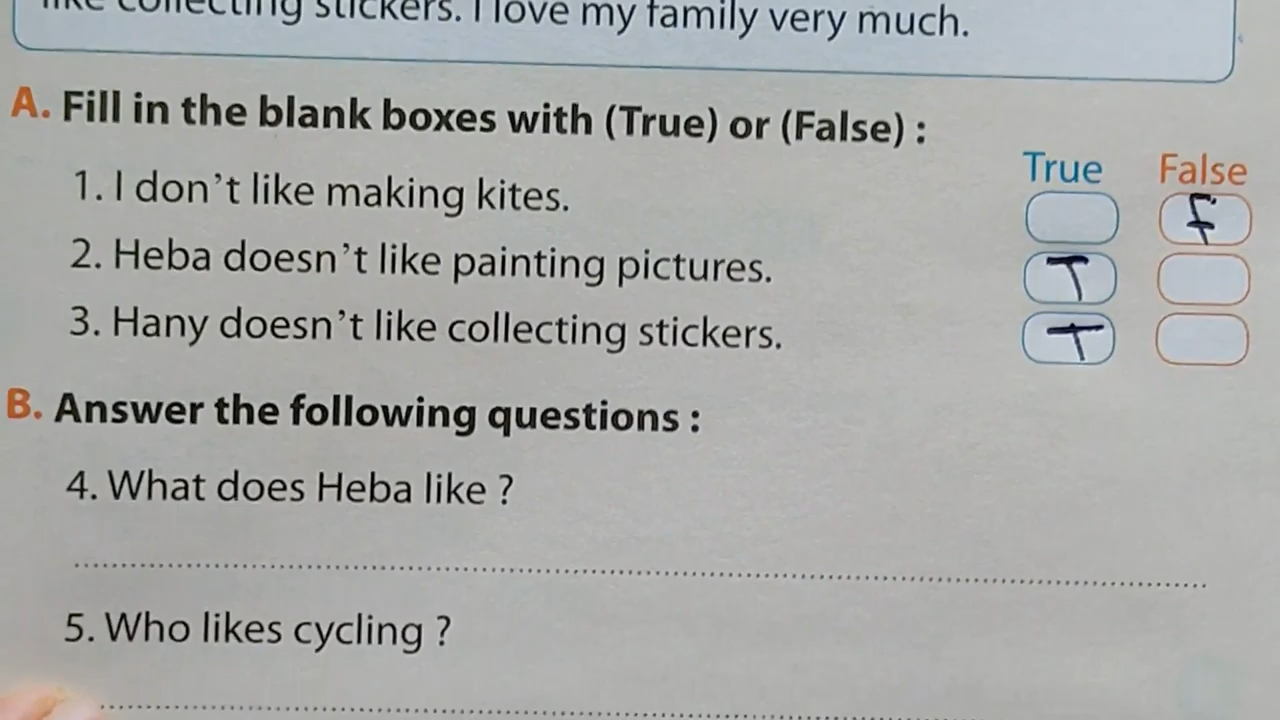 like collecting stickers. I love my family very much.
A. Fill in the blank boxes with (True) or (False) :
True False
1. I don't like making kites. F
2. Heba doesn't like painting pictures. T
3. Hany doesn't like collecting stickers. T
B. Answer the following questions :
4. What does Heba like ?
5. Who likes cycling ?